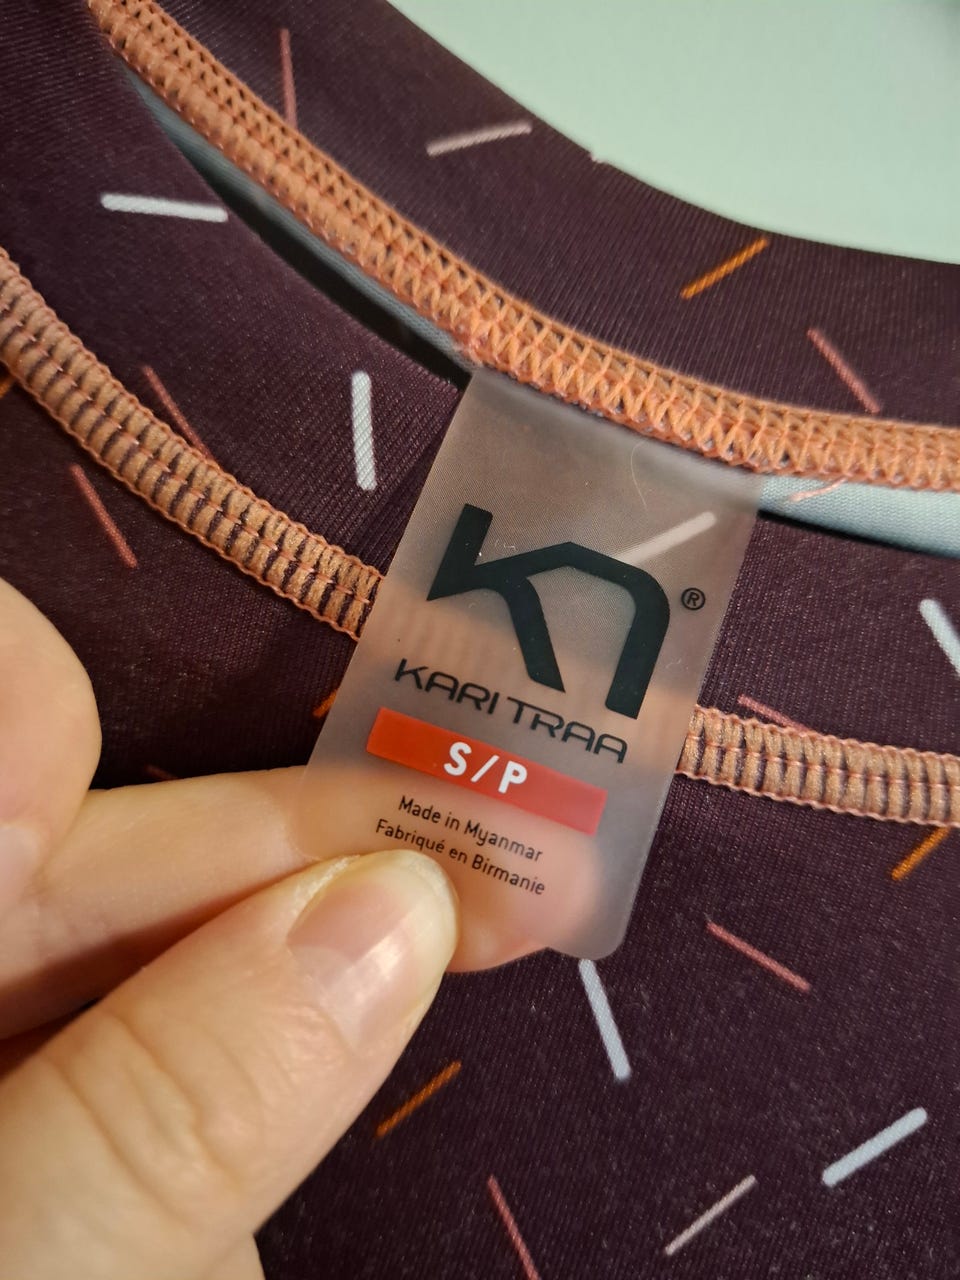 ®
KARI TRAA
S/P
Made in Myanmar
Fabriqué en Birmanie